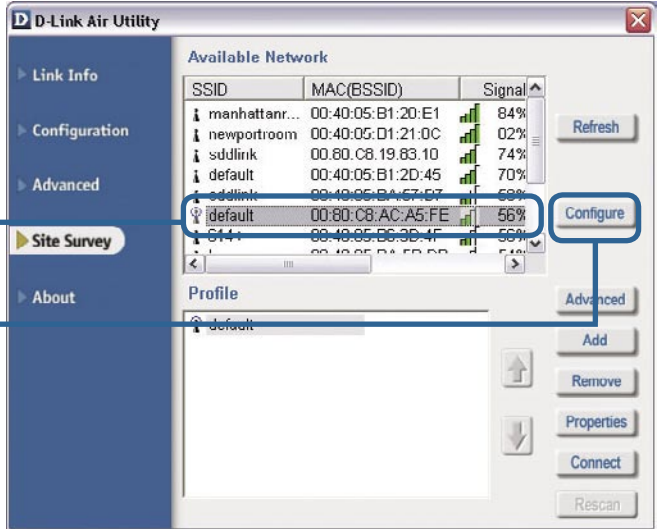 D-Link Air Utility
Link Info
Configuration
Advanced
Site Survey
About
Available Network
SSID MAC(BSSID) Signal
manhattanr... 00:40:05:B1:20:E1 84%
newportroom 00:40:05:D1:21:0C 02%
sddlink 00:80:C8:19:83:10 74%
default 00:40:05:B1:2D:45 70%
default 00:80:C8:AC:A5:FE 56%
Refresh
Configure
Profile
default
Advanced
Add
Remove
Properties
Connect
Rescan